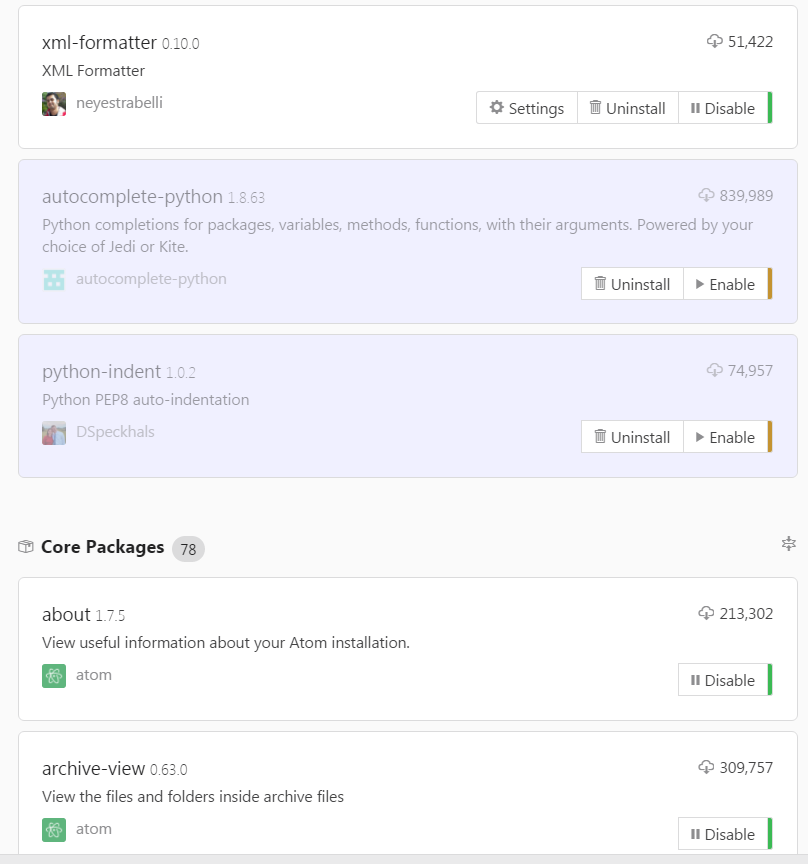 xml-formatter 0.10.0 51,422
XML Formatter
neyestrabelli
Settings Uninstall Disable
autocomplete-python 1.8.63 839,989
Python completions for packages, variables, methods, functions, with their arguments. Powered by your
choice of Jedi or Kite.
autocomplete-python
Uninstall Enable
python-indent 1.0.2 74,957
Python PEP8 auto-indentation
DSpeckhals
Uninstall Enable
Core Packages 78
about 1.7.5 213,302
View useful information about your Atom installation.
atom
Disable
archive-view 0.63.0 309,757
View the files and folders inside archive files
atom
Disable